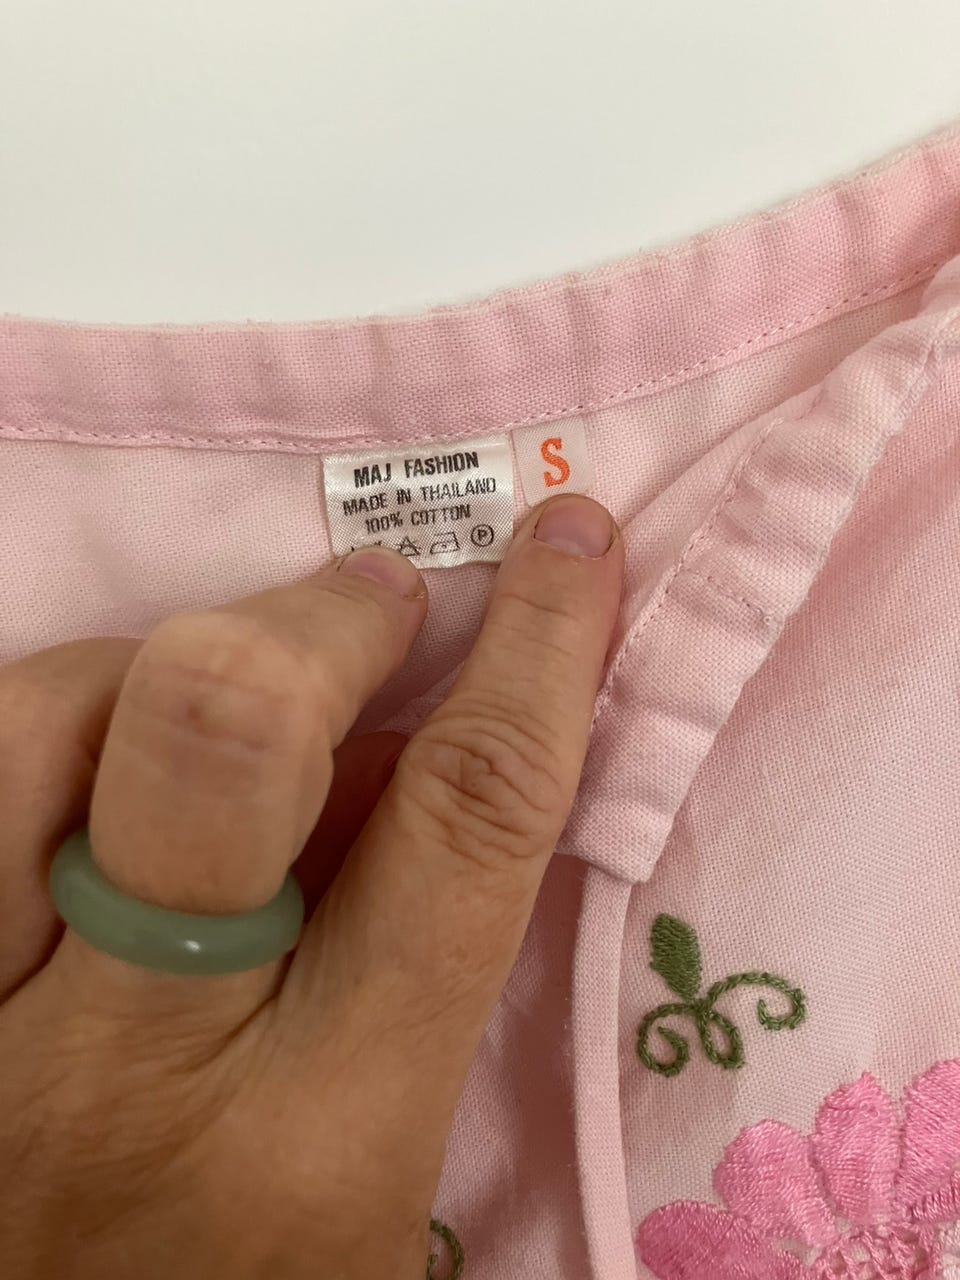 MAJ FASHION
MADE IN THAILAND
100% COTTON
P
S